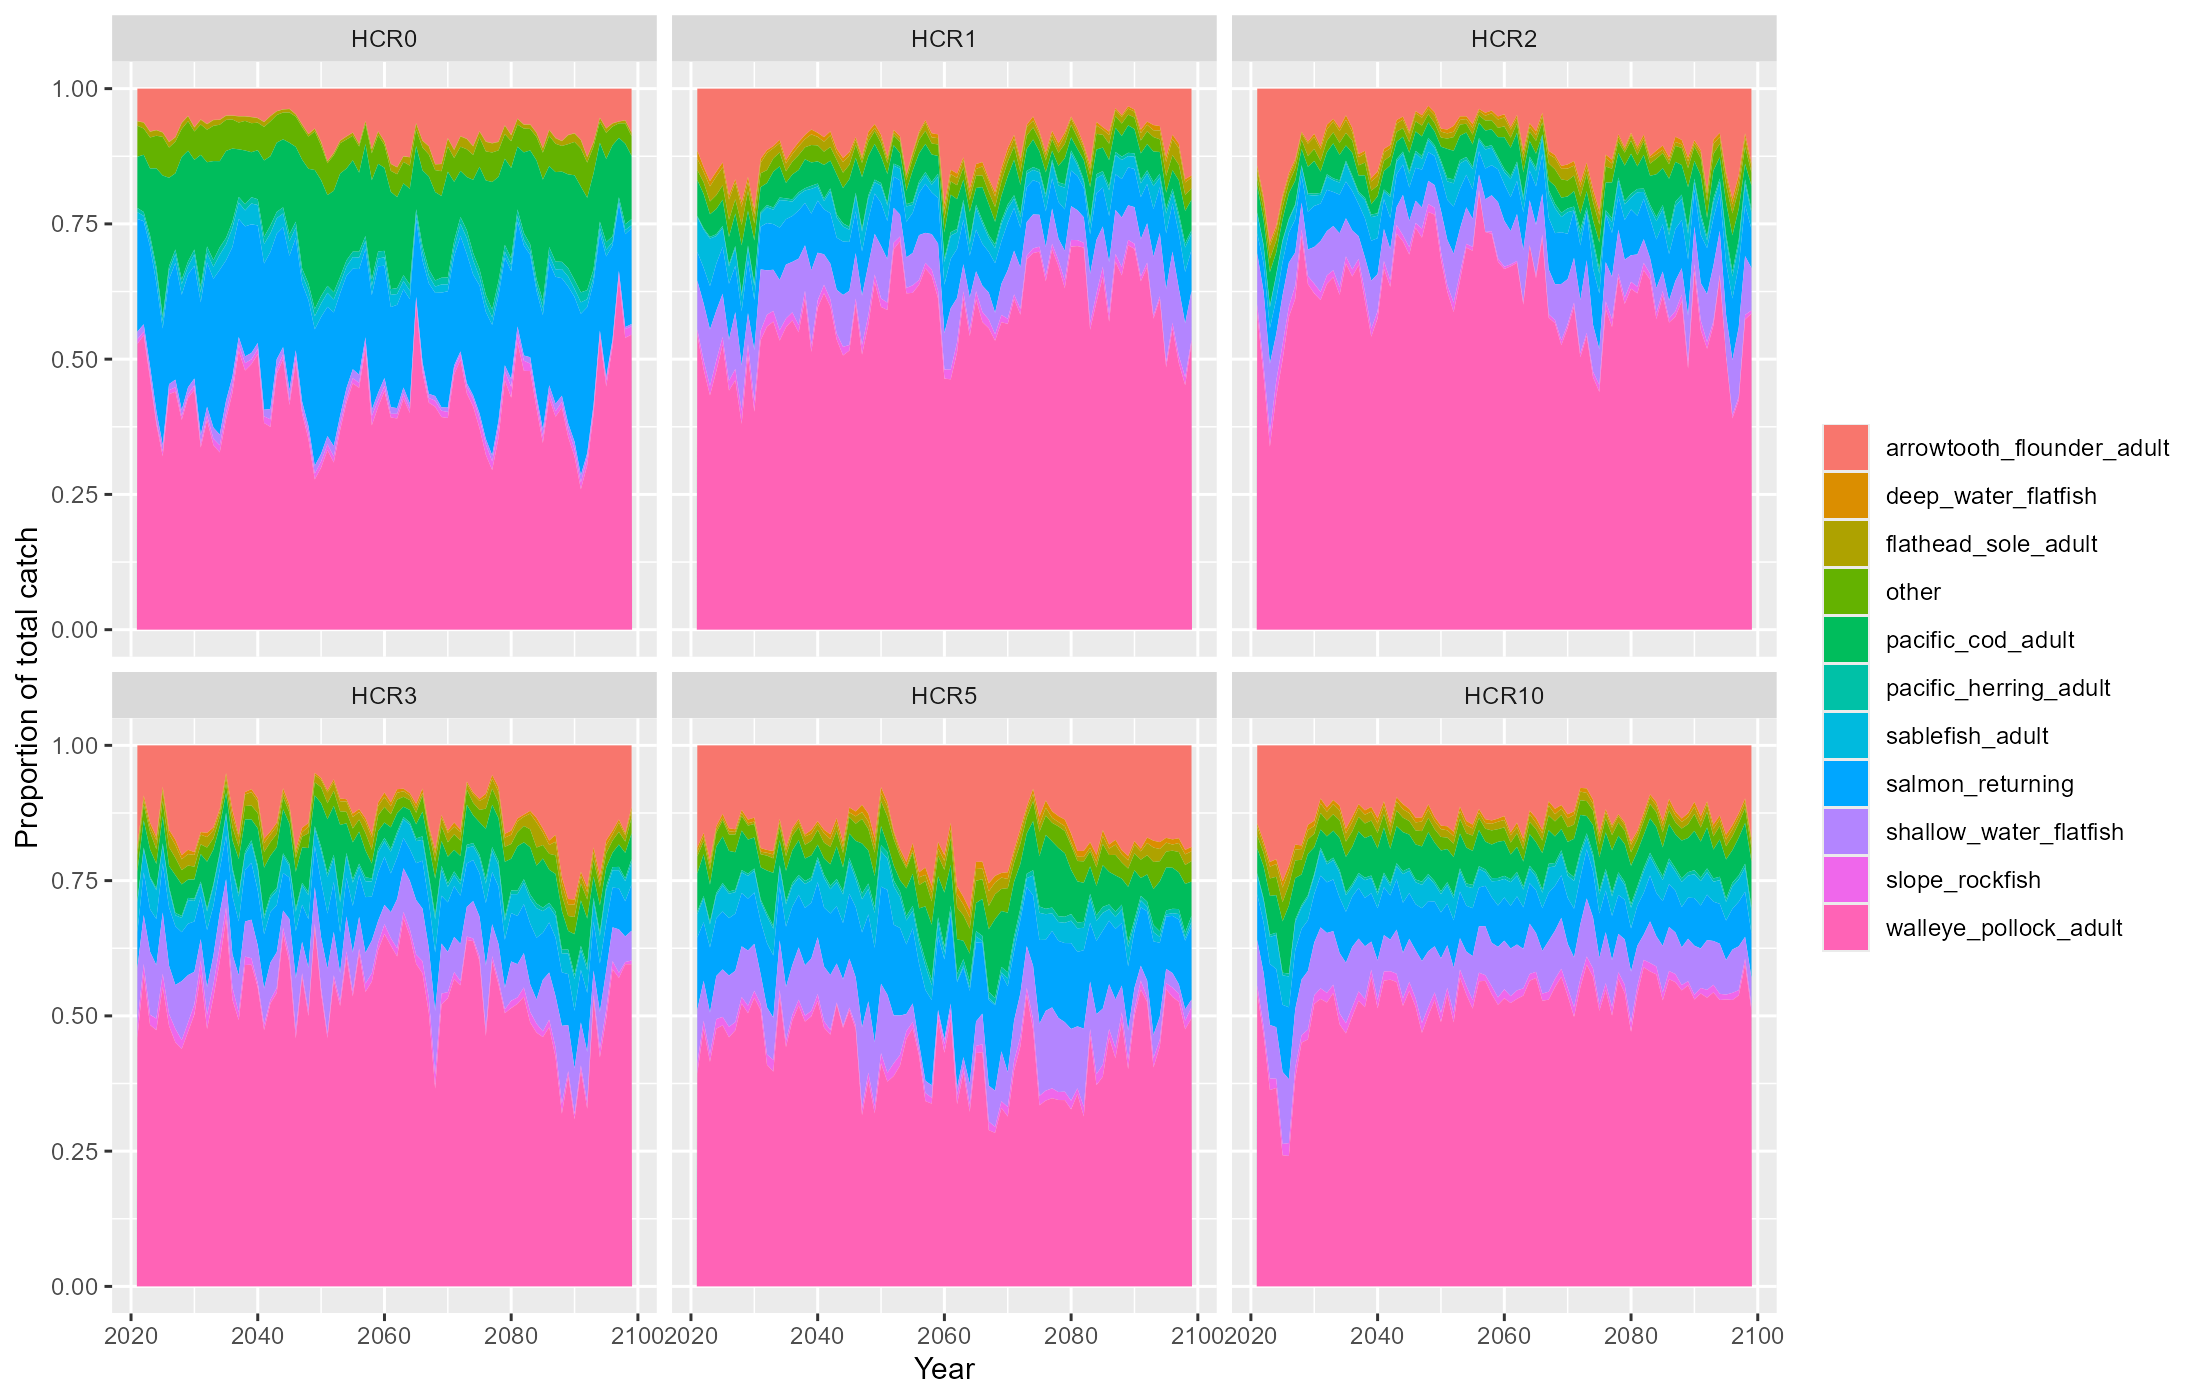 HCR0 HCR1 HCR2
1.00
0.75
0.50
0.25
0.00
HCR3 HCR5 HCR10
1.00
0.75
0.50
0.25
0.00
2020 2040 2060 2080 2100 2020 2040 2060 2080 2100 2020 2040 2060 2080 2100
Year
Proportion of total catch
arrowtooth_flounder_adult
deep_water_flatfish
flathead_sole_adult
other
pacific_cod_adult
pacific_herring_adult
sablefish_adult
salmon_returning
shallow_water_flatfish
slope_rockfish
walleye_pollock_adult